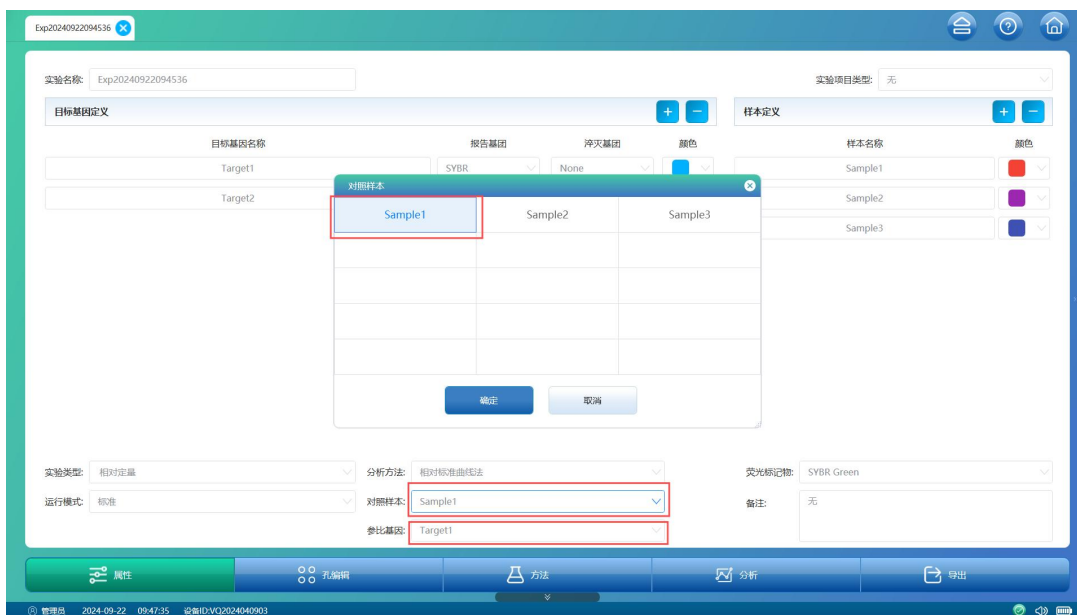 Exp20240922094536
实验名称: Exp20240922094536
实验项目类型: 无
目标基因定义
样本定义
目标基因名称 报告基团 淬灭基团 颜色
样本名称 颜色
Target1 SYBR None
Sample1
Target2
Sample2
Sample3
对照样本
Sample1 Sample2 Sample3
确定 取消
实验类型: 相对定量 分析方法: 相对标准曲线法 荧光标记物: SYBR Green
运行模式: 标准 对照样本: Sample1 备注: 无
参比基因: Target1
属性 孔编辑 方法 分析 导出
管理员 2024-09-22 09:47:35 设备ID:VQ2024040903